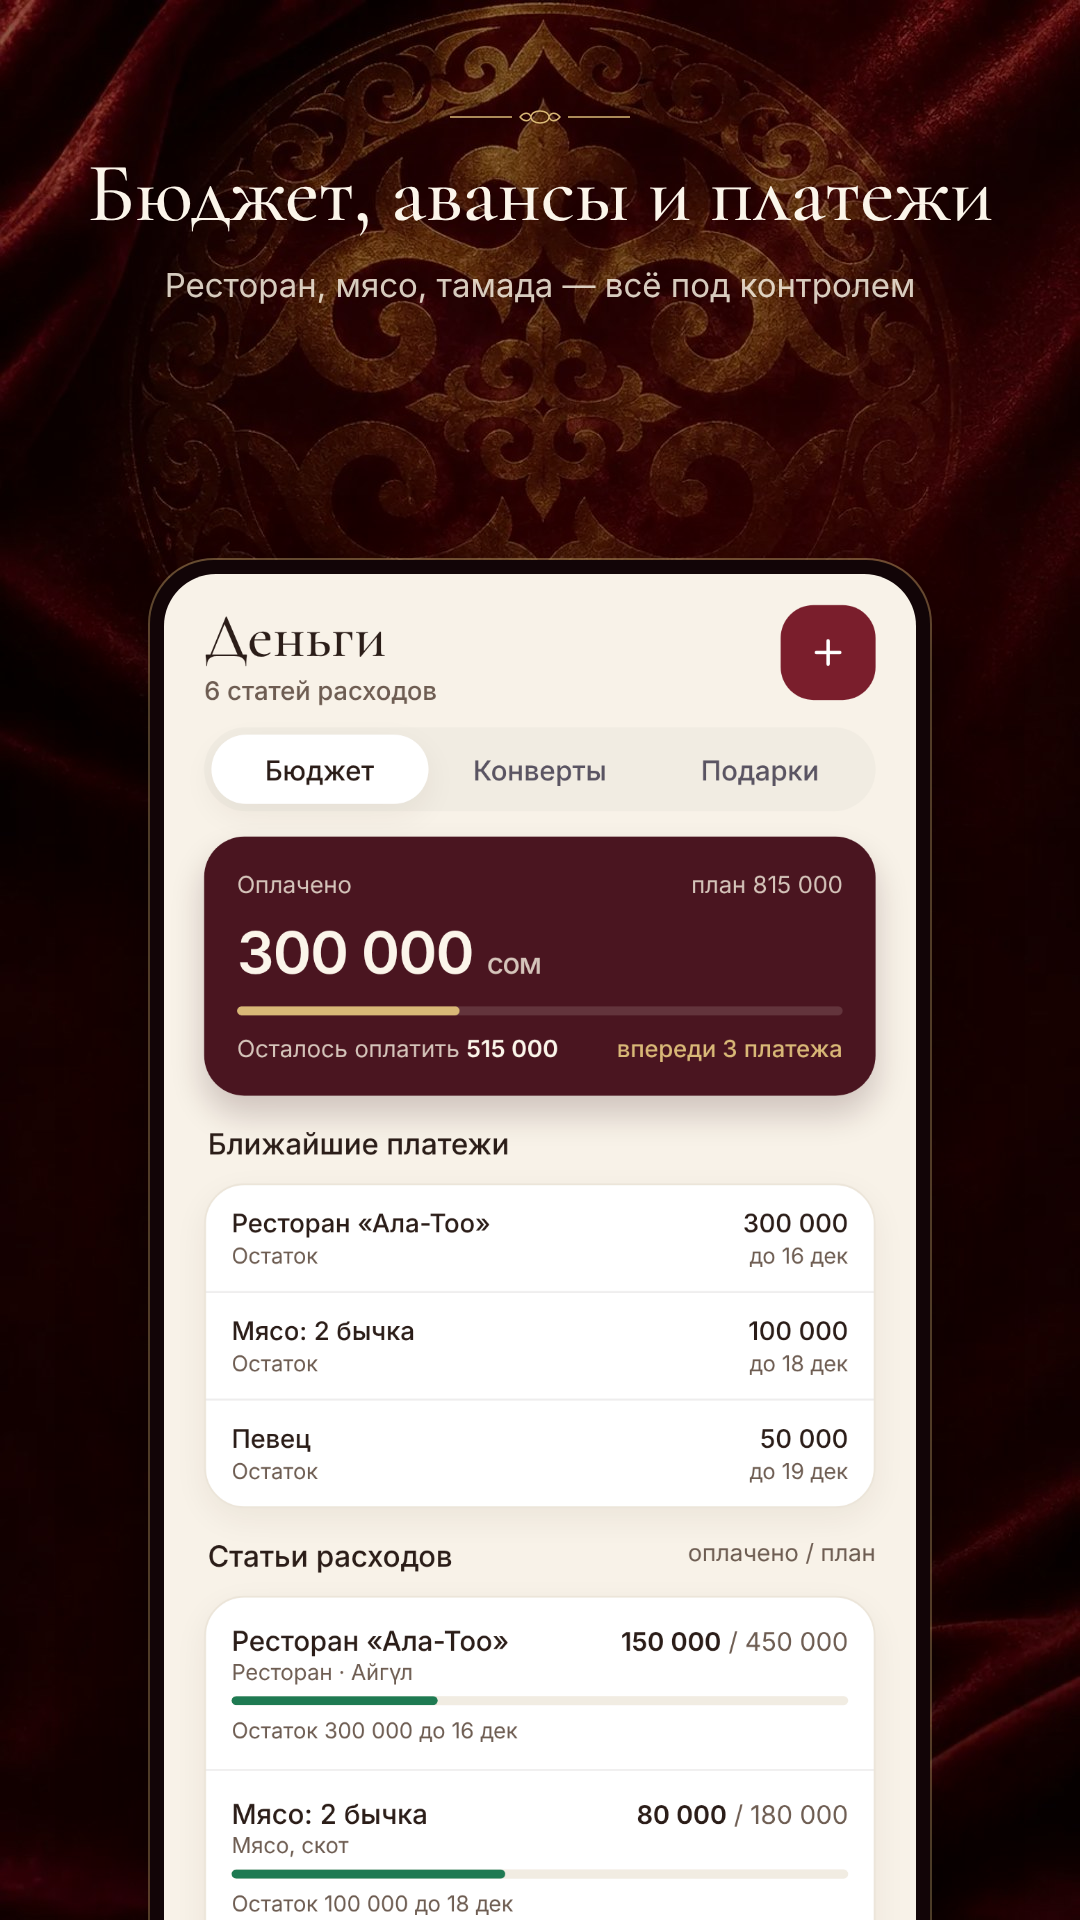 Бюджет, авансы и платежи
Ресторан, мясо, тамада — всё под контролем
Деньги
6 статей расходов
Бюджет Конверты Подарки
Оплачено план 815 000
300 000 сом
Осталось оплатить 515 000 впереди 3 платежа
Ближайшие платежи
Ресторан «Ала-Тоо» 300 000
Остаток до 16 дек
Мясо: 2 бычка 100 000
Остаток до 18 дек
Певец 50 000
Остаток до 19 дек
Статьи расходов оплачено / план
Ресторан «Ала-Тоо» 150 000 / 450 000
Ресторан · Айгүл
Остаток 300 000 до 16 дек
Мясо: 2 бычка 80 000 / 180 000
Мясо, скот
Остаток 100 000 до 18 дек